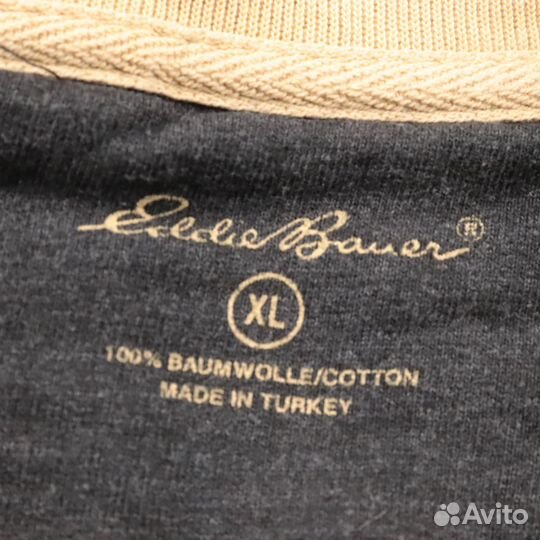 Eddie Bauer®
XL
100% BAUMWOLLE/COTTON
MADE IN TURKEY
Avito